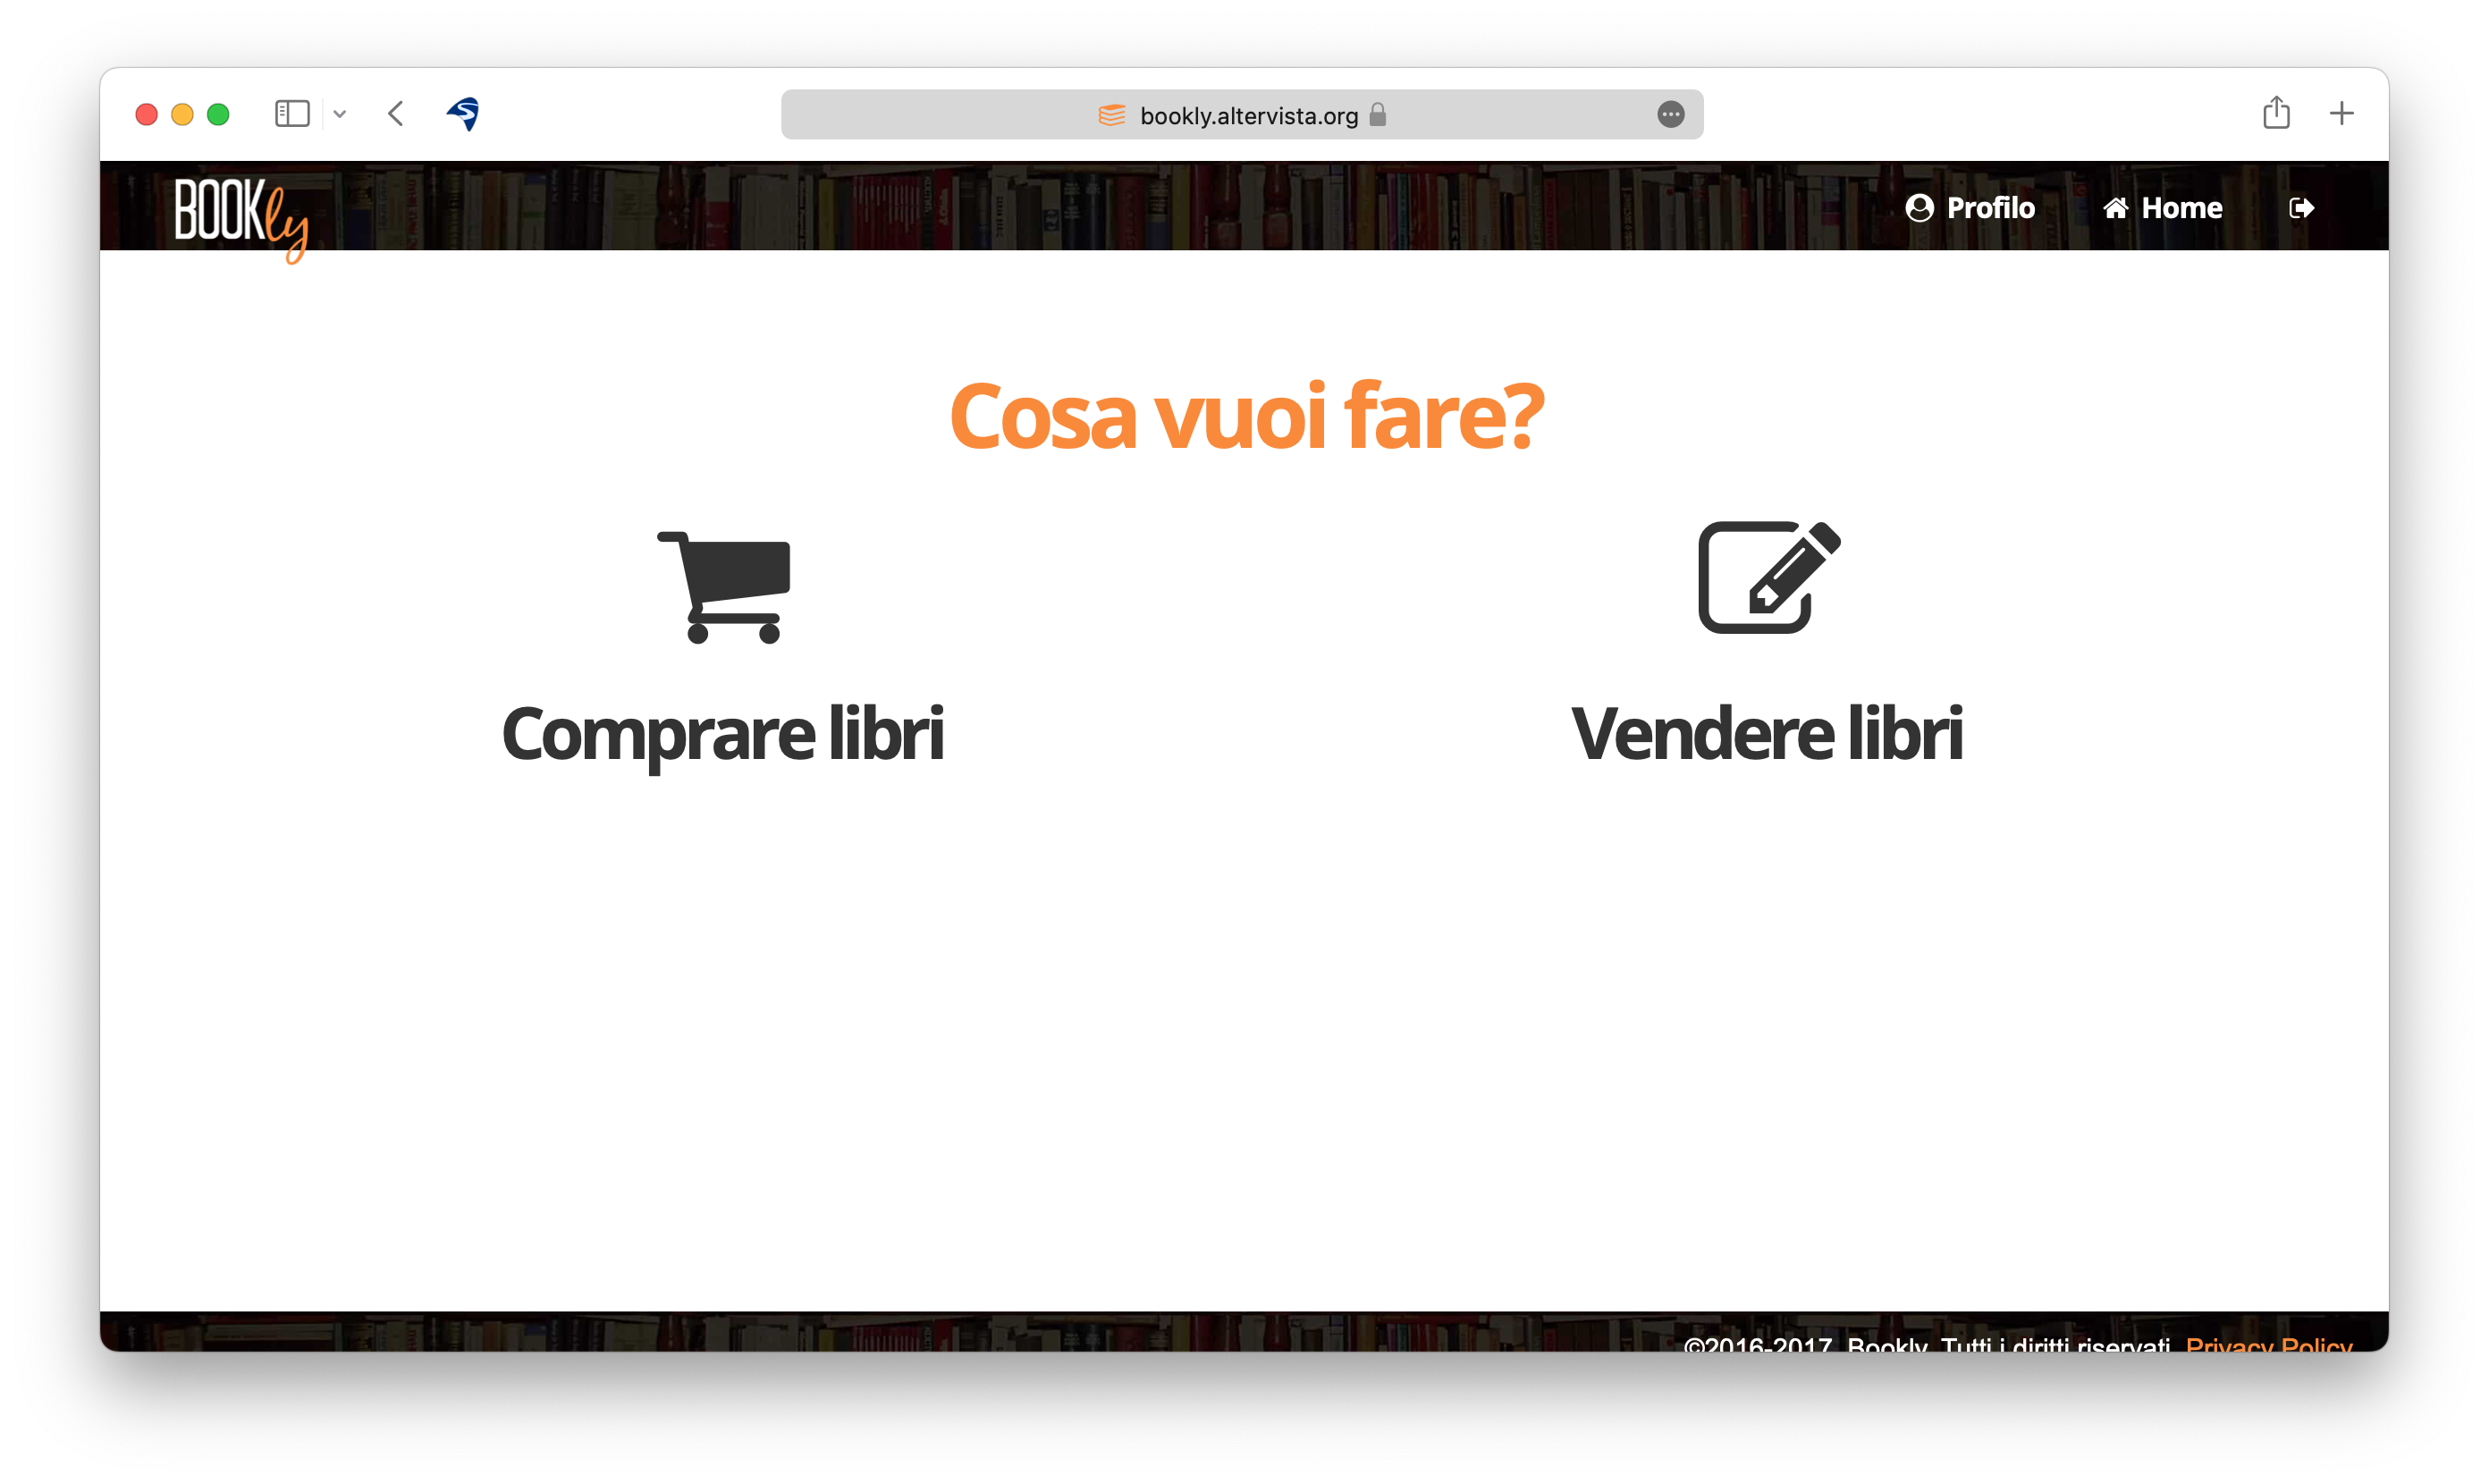 bookly.altervista.org
BOOKly
Profilo
Home
Cosa vuoi fare?
Comprare libri
Vendere libri
©2016-2017 Bookly. Tutti i diritti riservati. Privacy Policy